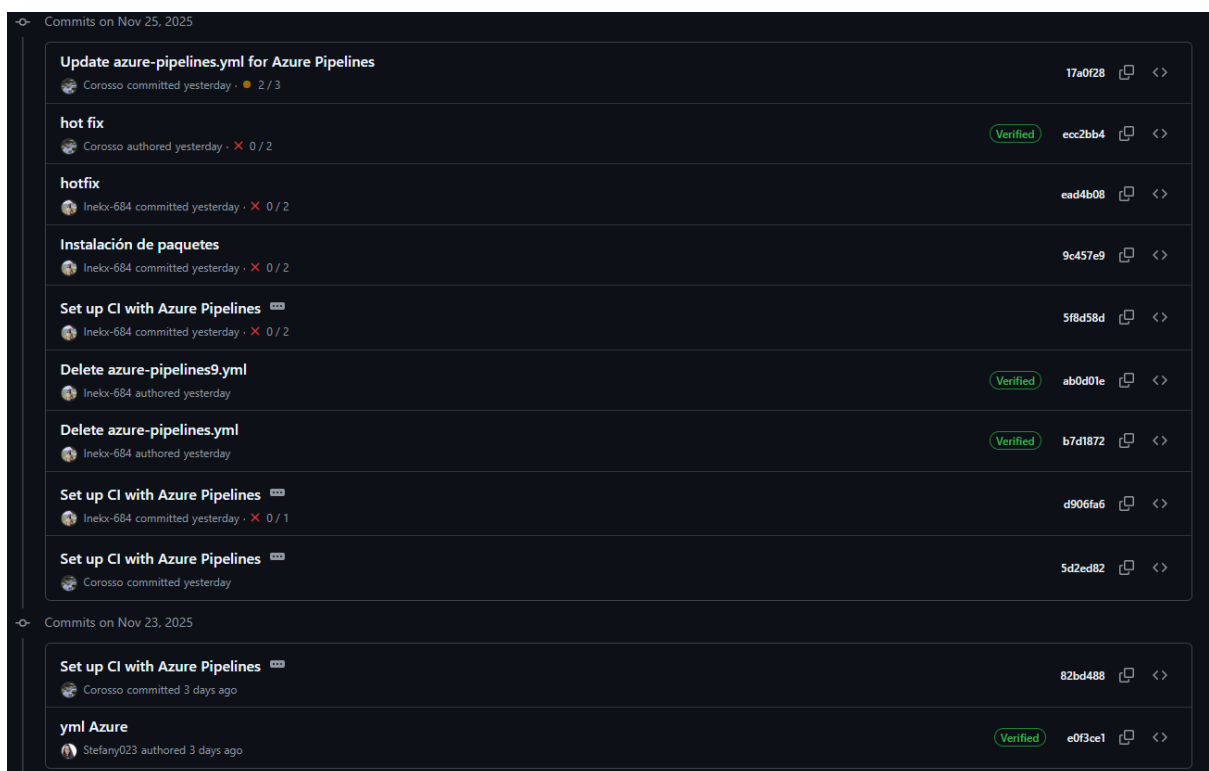 Commits on Nov 25, 2025
Update azure-pipelines.yml for Azure Pipelines
Corosso committed yesterday · 2 / 3
17a0f28
hot fix
Corosso authored yesterday · 0 / 2
Verified ecc2bb4
hotfix
Inekx-684 committed yesterday · 0 / 2
ead4b08
Instalación de paquetes
Inekx-684 committed yesterday · 0 / 2
9c457e9
Set up CI with Azure Pipelines
Inekx-684 committed yesterday · 0 / 2
5f8d58d
Delete azure-pipelines9.yml
Inekx-684 authored yesterday
Verified ab0d01e
Delete azure-pipelines.yml
Inekx-684 authored yesterday
Verified b7d1872
Set up CI with Azure Pipelines
Inekx-684 committed yesterday · 0 / 1
d906fa6
Set up CI with Azure Pipelines
Corosso committed yesterday
5d2ed82
Commits on Nov 23, 2025
Set up CI with Azure Pipelines
Corosso committed 3 days ago
82bd488
yml Azure
Stefany023 authored 3 days ago
Verified e0f3ce1